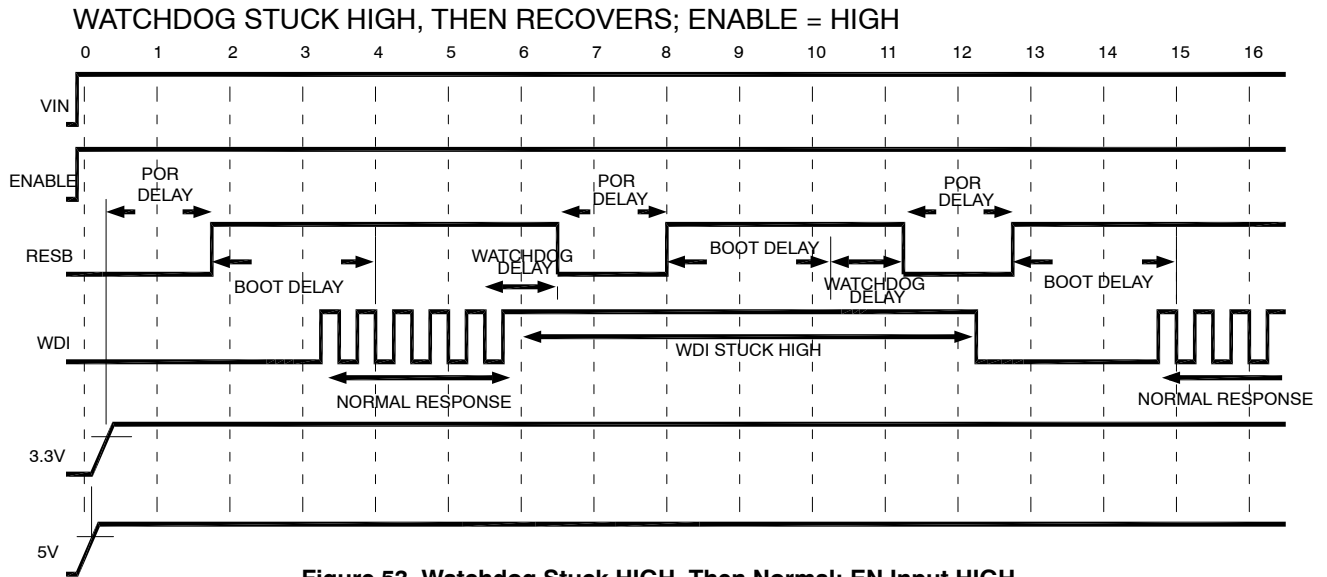 WATCHDOG STUCK HIGH, THEN RECOVERS; ENABLE = HIGH
0 1 2 3 4 5 6 7 8 9 10 11 12 13 14 15 16
VIN
ENABLE
POR
DELAY
POR
DELAY
POR
DELAY
RESB
BOOT DELAY
WATCHDOG
DELAY
BOOT DELAY
WATCHDOG
DELAY
BOOT DELAY
WDI
WDI STUCK HIGH
NORMAL RESPONSE
NORMAL RESPONSE
3.3V
5V
Figure 53. Watchdog Stuck HIGH, Then Normal; EN Input HIGH